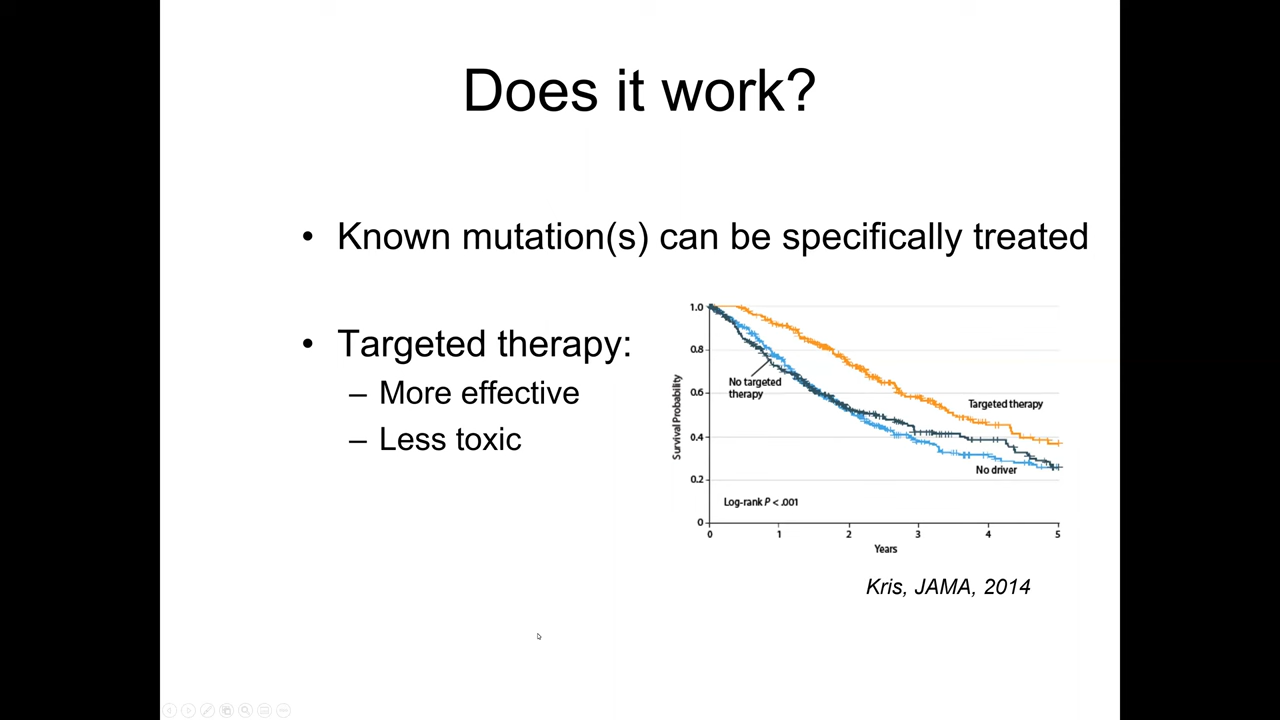 Does it work?
• Known mutation(s) can be specifically treated
• Targeted therapy:
– More effective
– Less toxic
1.0
0.8
0.6
0.4
0.2
0
Survival Probability
No targeted
therapy
Targeted therapy
No driver
Log-rank P < .001
0 1 2 3 4 5
Years
Kris, JAMA, 2014